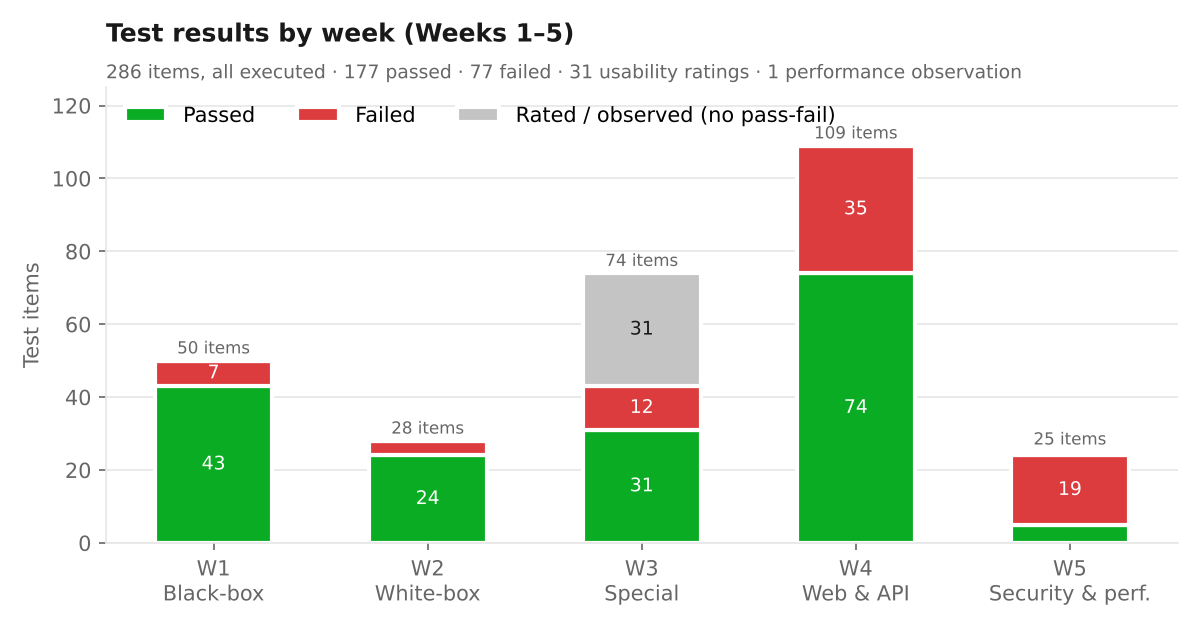 Test results by week (Weeks 1–5)
286 items, all executed · 177 passed · 77 failed · 31 usability ratings · 1 performance observation
Passed Failed Rated / observed (no pass-fail)
Test items
120
100
80
60
40
20
0
50 items
7
43
28 items
24
74 items
31
12
31
109 items
35
74
25 items
19
W1
Black-box
W2
White-box
W3
Special
W4
Web & API
W5
Security & perf.